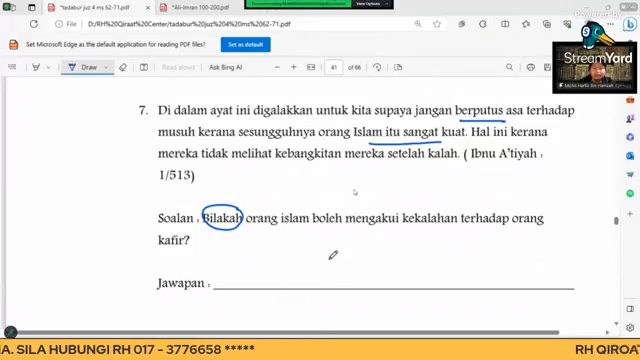 *tadabur juz 4 ms 62-71.pdf
*Ali-Imran 100-200.pdf
View Options
Powered by
StreamYard
File
D:/RH%20Qiraat%20Center/tadabur%20juz%204%20ms%2062-71.pdf
Set Microsoft Edge as the default application for reading PDF files?
Set as default
Draw
Read aloud
Ask Bing AI
41
of 66
7. Di dalam ayat ini digalakkan untuk kita supaya jangan berputus asa terhadap
musuh kerana sesungguhnya orang Islam itu sangat kuat. Hal ini kerana
mereka tidak melihat kebangkitan mereka setelah kalah. ( Ibnu A'tiyah :
1/513)
Soalan : Bilakah orang islam boleh mengakui kekalahan terhadap orang
kafir?
Jawapan :
IA. SILA HUBUNGI RH 017 - 3776658 *****
RH QIROAT